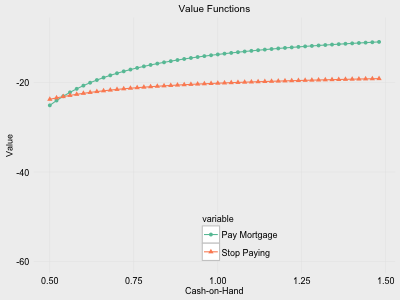 Value Functions
Value
-20
-40
-60
variable
Pay Mortgage
Stop Paying
0.50 0.75 1.00 1.25 1.50
Cash-on-Hand